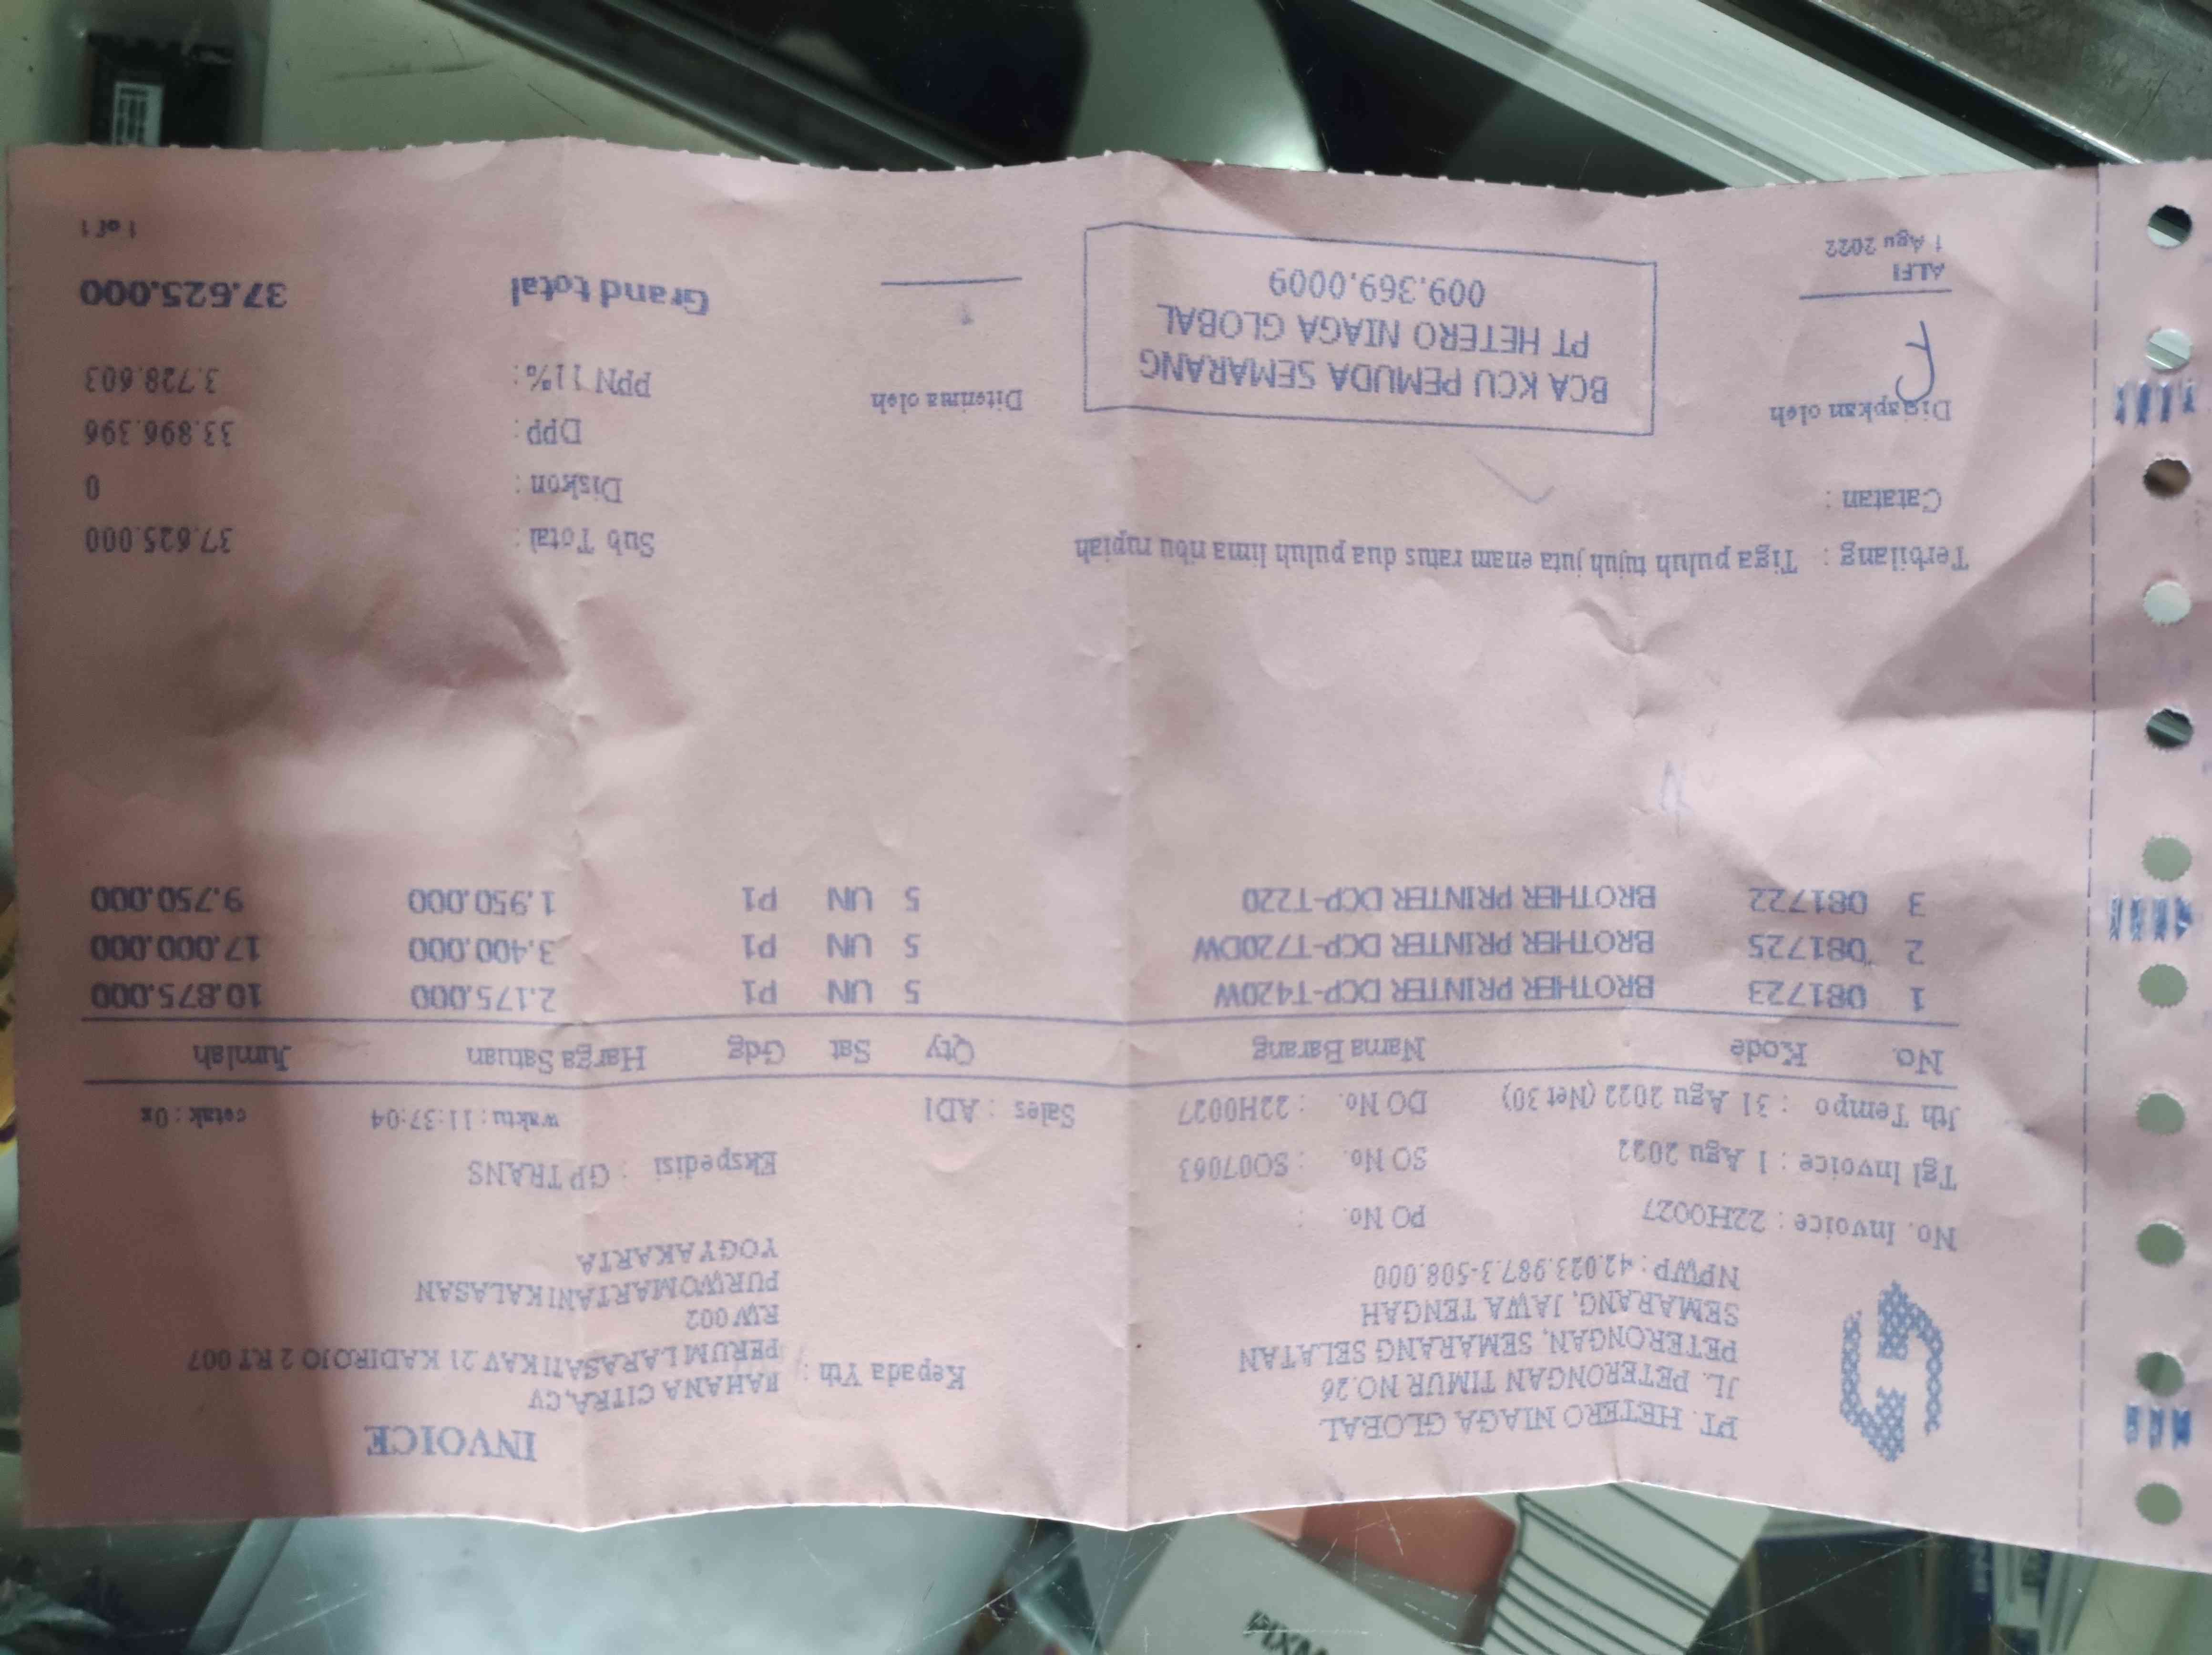 PT. HETERO NIAGA GLOBAL
JL. PETERONGAN TIMUR NO.26
PETERONGAN, SEMARANG SELATAN
SEMARANG, JAWA TENGAH
NPWP : 42.023.987.3-508.000
INVOICE
Kepada Yth : BAHANA CITRA,CV
PERUM LARASATI KAV 21 KADIROJO 2 RT 007
RW 002
PURWOMARTANI KALASAN
YOGYAKARTA
No. Invoice : 22H0027 PO No. :
Tgl Invoice : 1 Agu 2022 SO No. : SO07063 Ekspedisi : GP TRANS
Jth Tempo : 31 Agu 2022 (Net 30) DO No. : 22H0027 Sales : ADI waktu : 11:37:04 cetak : 0x
No. Kode Nama Barang Qty Sat Gdg Harga Satuan Jumlah
1 081723 BROTHER PRINTER DCP-T420W 5 UN P1 2.175.000 10.875.000
2 081725 BROTHER PRINTER DCP-T720DW 5 UN P1 3.400.000 17.000.000
3 081722 BROTHER PRINTER DCP-T220 5 UN P1 1.950.000 9.750.000
Terbilang : Tiga puluh tujuh juta enam ratus dua puluh lima ribu rupiah
Catatan :
Sub Total : 37.625.000
Diskon : 0
DPP : 33.896.396
PPN 11% : 3.728.603
Grand total 37.625.000
Disiapkan oleh
ALFI
1 Agu 2022
BCA KCU PEMUDA SEMARANG
PT HETERO NIAGA GLOBAL
009.369.0009
Diterima oleh
1 of 1